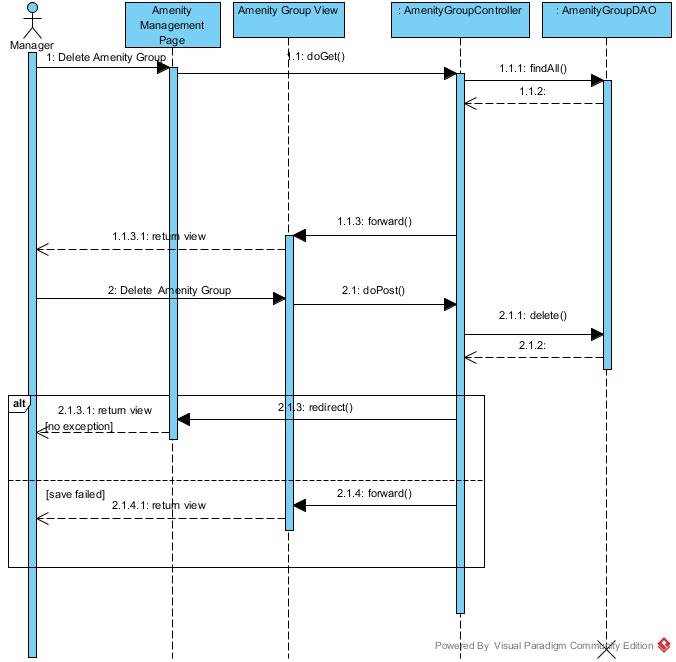 Manager
Amenity
Management
Page
Amenity Group View
: AmenityGroupController
: AmenityGroupDAO
1: Delete Amenity Group
1.1: doGet()
1.1.1: findAll()
1.1.2:
1.1.3: forward()
1.1.3.1: return view
2: Delete Amenity Group
2.1: doPost()
2.1.1: delete()
2.1.2:
alt
2.1.3: redirect()
2.1.3.1: return view
[no exception]
[save failed]
2.1.4: forward()
2.1.4.1: return view
Powered By Visual Paradigm Community Edition